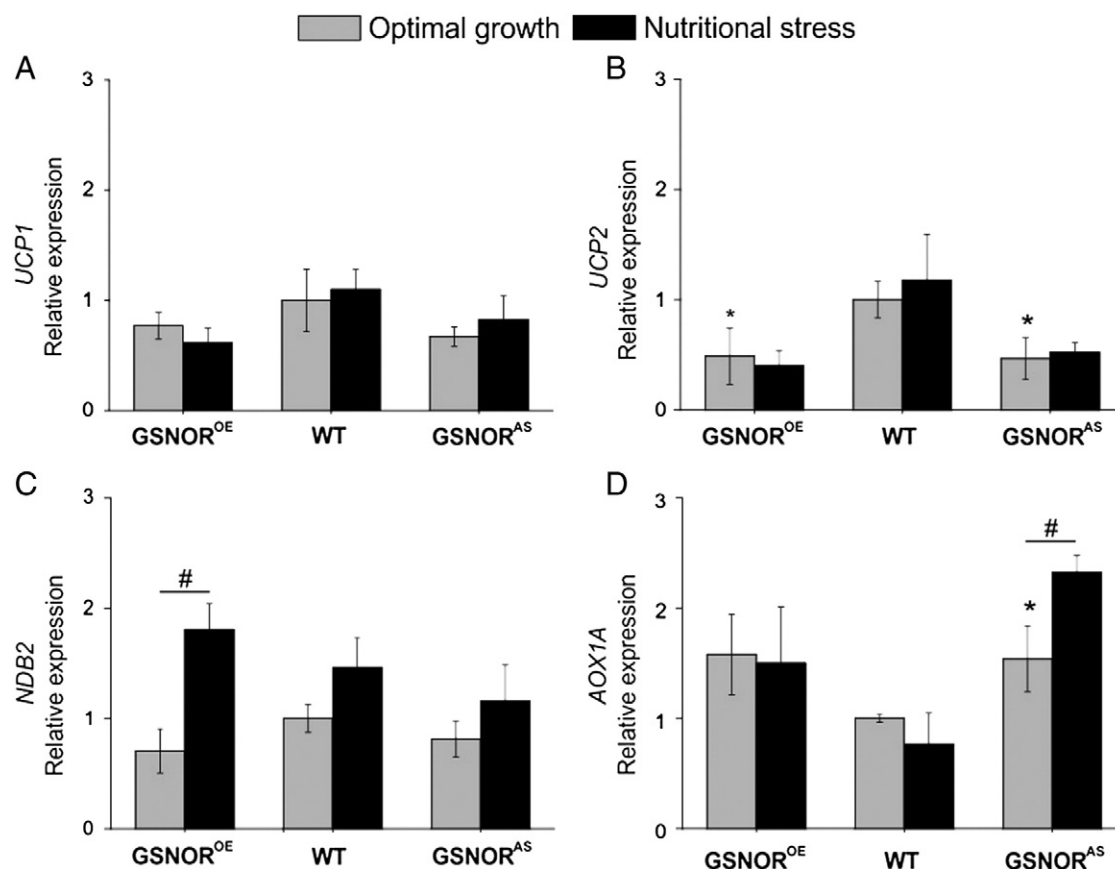 Optimal growth Nutritional stress
A
3
2
1
0
UCP1
Relative expression
GSNOR^OE WT GSNOR^AS
B
3
2
1
0
UCP2
Relative expression
* *
GSNOR^OE WT GSNOR^AS
C
3
2
1
0
NDB2
Relative expression
#
GSNOR^OE WT GSNOR^AS
D
3
2
1
0
AOX1A
Relative expression
#
*
GSNOR^OE WT GSNOR^AS